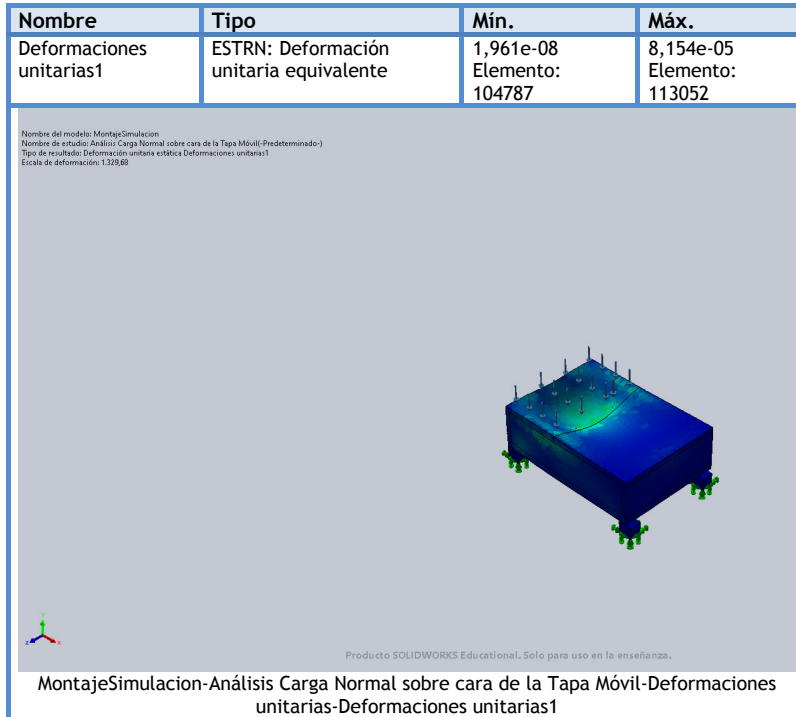 Nombre Tipo Mín. Máx.
Deformaciones unitarias1 ESTRN: Deformación unitaria equivalente 1,961e-08 Elemento: 104787 8,154e-05 Elemento: 113052
Nombre del modelo: MontajeSimulacion
Nombre de estudio: Análisis Carga Normal sobre cara de la Tapa Móvil(-Predeterminado-)
Tipo de resultado: Deformación unitaria estática Deformaciones unitarias1
Escala de deformación: 1.329,68
Y
Z X
Producto SOLIDWORKS Educational. Solo para uso en la enseñanza.
MontajeSimulacion-Análisis Carga Normal sobre cara de la Tapa Móvil-Deformaciones
unitarias-Deformaciones unitarias1